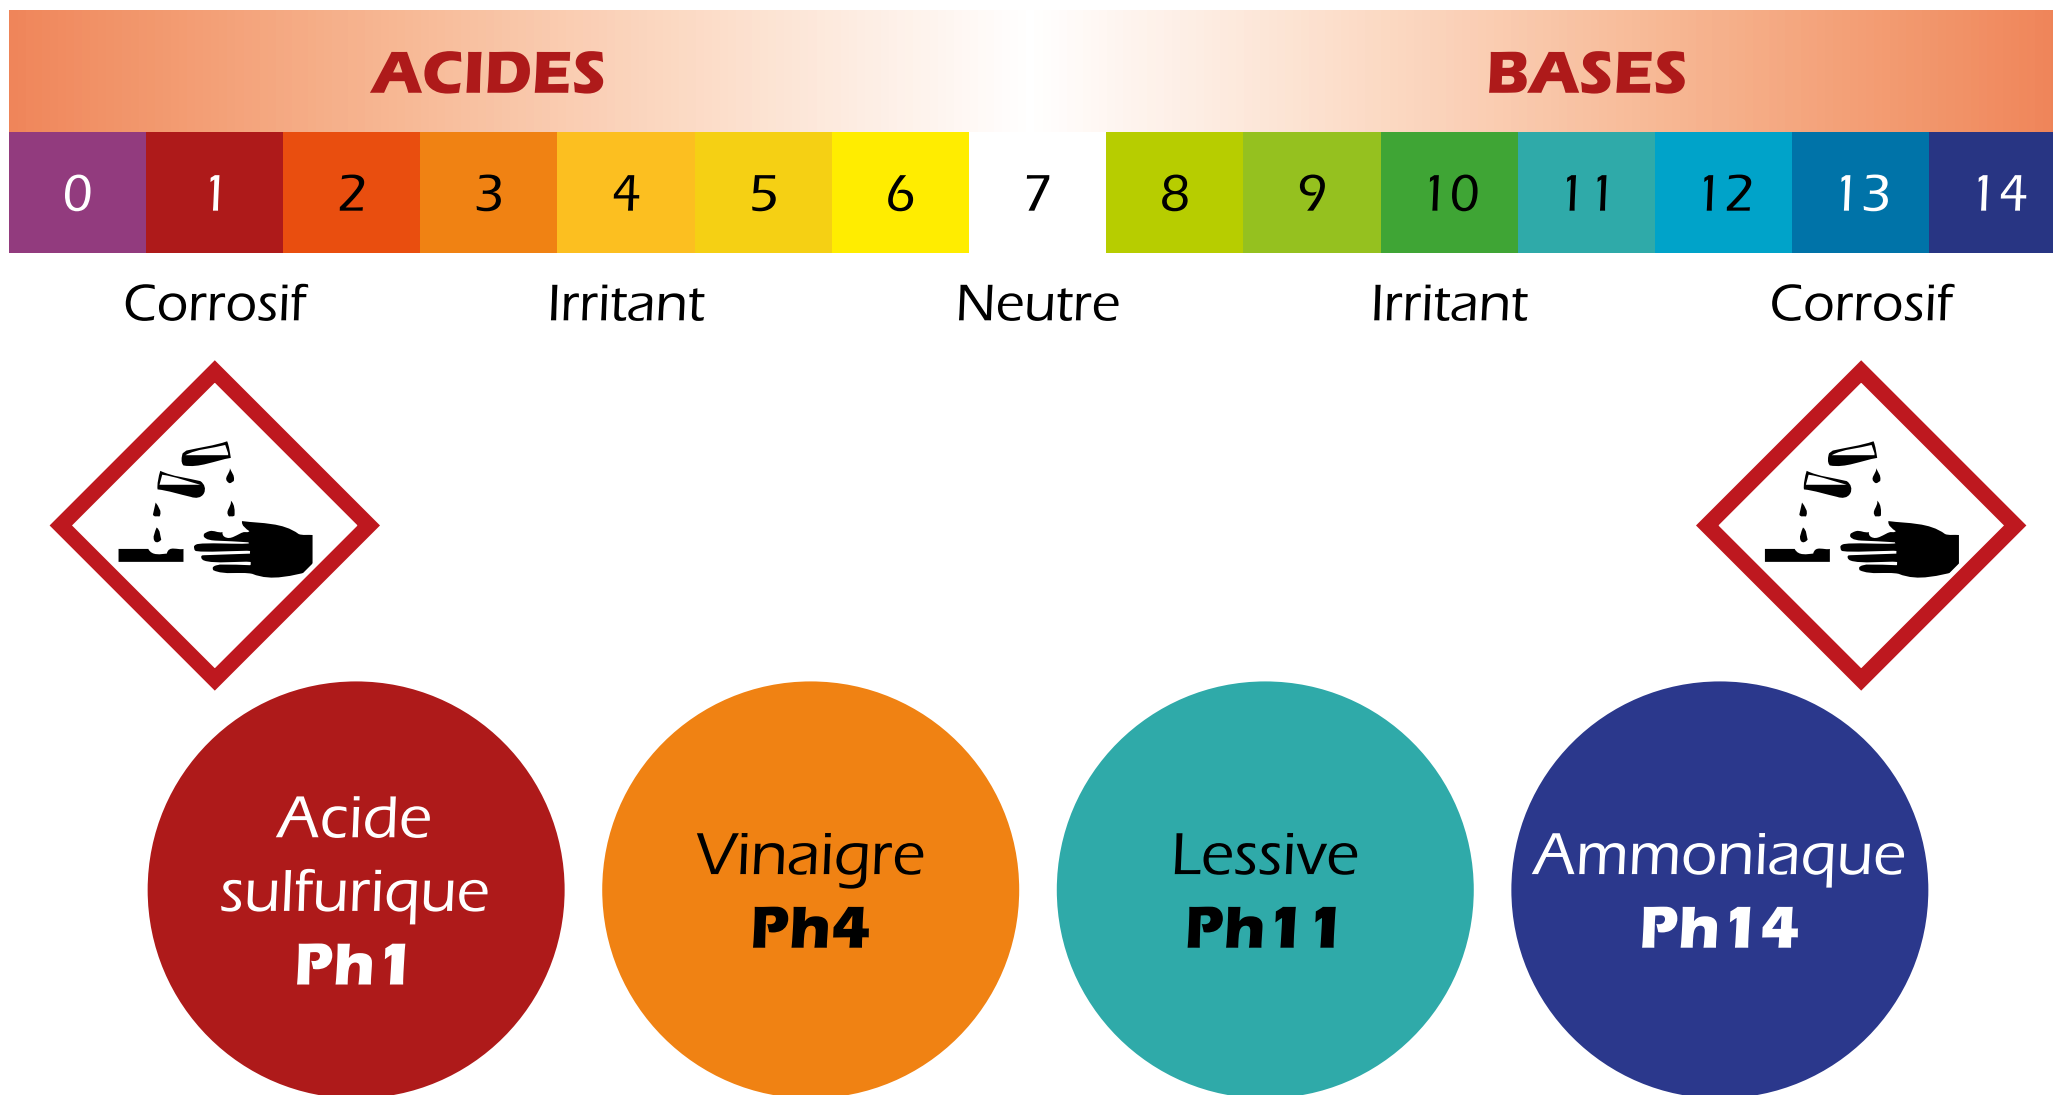 ACIDES BASES
0 1 2 3 4 5 6 7 8 9 10 11 12 13 14
Corrosif Irritant Neutre Irritant Corrosif
Acide
sulfurique
Ph1
Vinaigre
Ph4
Lessive
Ph11
Ammoniaque
Ph14